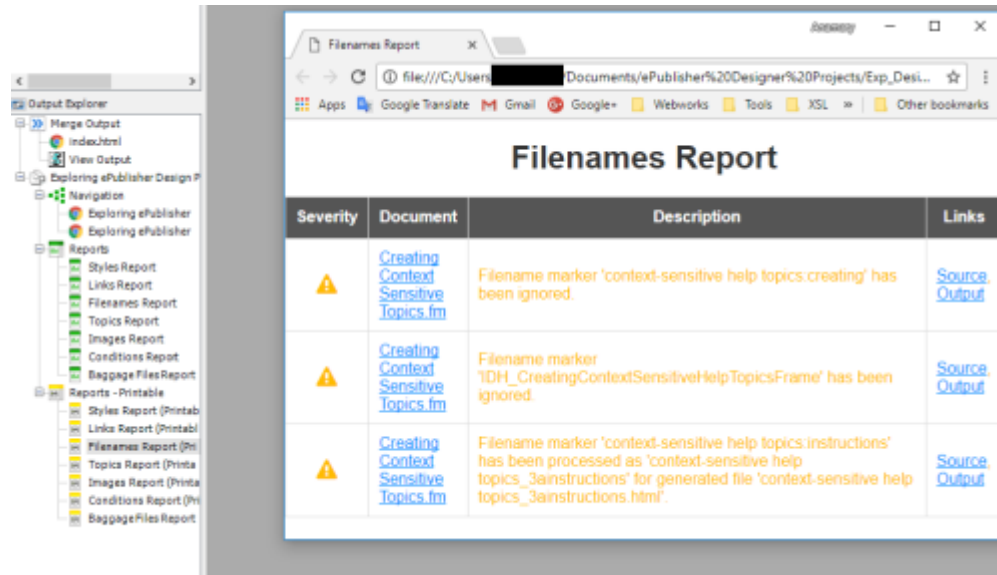 Output Explorer
Merge Output
index.html
View Output
Exploring ePublisher Design P
Navigation
Exploring ePublisher
Exploring ePublisher
Reports
Styles Report
Links Report
Filenames Report
Topics Report
Images Report
Conditions Report
Baggage Files Report
Reports - Printable
Styles Report (Printab
Links Report (Printabl
Filenames Report (Pri
Topics Report (Printa
Images Report (Printa
Conditions Report (Pri
Baggage Files Report
Filenames Report
file:///C:/Users
/Documents/ePublisher%20Designer%20Projects/Exp_Desi...
Apps
Google Translate
Gmail
Google+
Webworks
Tools
XSL
»
Other bookmarks
Filenames Report
Severity
Document
Description
Links
Creating
Context
Sensitive
Topics.fm
Filename marker 'context-sensitive help topics:creating' has
been ignored.
Source,
Output
Creating
Context
Sensitive
Topics.fm
Filename marker
'IDH_CreatingContextSensitiveHelpTopicsFrame' has been
ignored.
Source,
Output
Creating
Context
Sensitive
Topics.fm
Filename marker 'context-sensitive help topics:instructions'
has been processed as 'context-sensitive help
topics_3ainstructions' for generated file 'context-sensitive help
topics_3ainstructions.html'.
Source,
Output